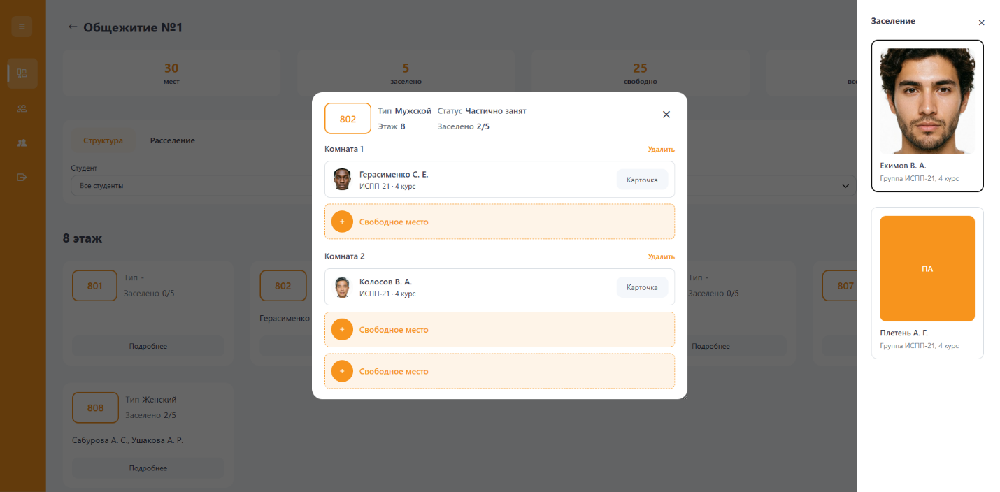 Общежитие №1
30
мест
5
заселено
25
свободно
Структура
Расселение
Студент
Все студенты
8 этаж
801
Тип -
Заселено 0/5
Подробнее
802
Герасименко
Тип -
Заселено 0/5
Подробнее
807
808
Тип Женский
Заселено 2/5
Сабурова А. С., Ушакова А. Р.
Подробнее
802
Тип Мужской Статус Частично занят
Этаж 8 Заселено 2/5
Комната 1
Удалить
Герасименко С. Е.
ИСПП-21 · 4 курс
Карточка
+
Свободное место
Комната 2
Удалить
Колосов В. А.
ИСПП-21 · 4 курс
Карточка
+
Свободное место
+
Свободное место
Заселение
Екимов В. А.
Группа ИСПП-21, 4 курс
ПА
Плетень А. Г.
Группа ИСПП-21, 4 курс